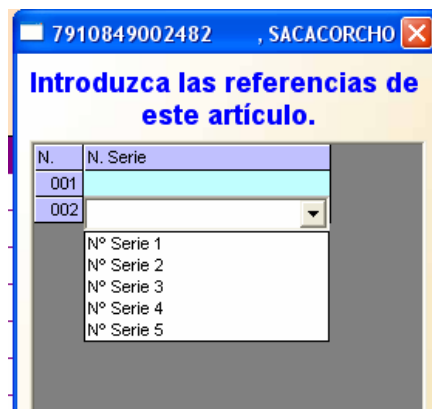 7910849002482 , SACACORCHO
Introduzca las referencias de
este artículo.
N. N. Serie
001
002
Nº Serie 1
Nº Serie 2
Nº Serie 3
Nº Serie 4
Nº Serie 5